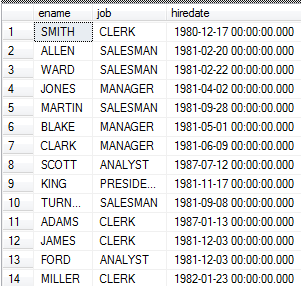 ename job hiredate
1 SMITH CLERK 1980-12-17 00:00:00.000
2 ALLEN SALESMAN 1981-02-20 00:00:00.000
3 WARD SALESMAN 1981-02-22 00:00:00.000
4 JONES MANAGER 1981-04-02 00:00:00.000
5 MARTIN SALESMAN 1981-09-28 00:00:00.000
6 BLAKE MANAGER 1981-05-01 00:00:00.000
7 CLARK MANAGER 1981-06-09 00:00:00.000
8 SCOTT ANALYST 1987-07-12 00:00:00.000
9 KING PRESIDE... 1981-11-17 00:00:00.000
10 TURN... SALESMAN 1981-09-08 00:00:00.000
11 ADAMS CLERK 1987-01-13 00:00:00.000
12 JAMES CLERK 1981-12-03 00:00:00.000
13 FORD ANALYST 1981-12-03 00:00:00.000
14 MILLER CLERK 1982-01-23 00:00:00.000